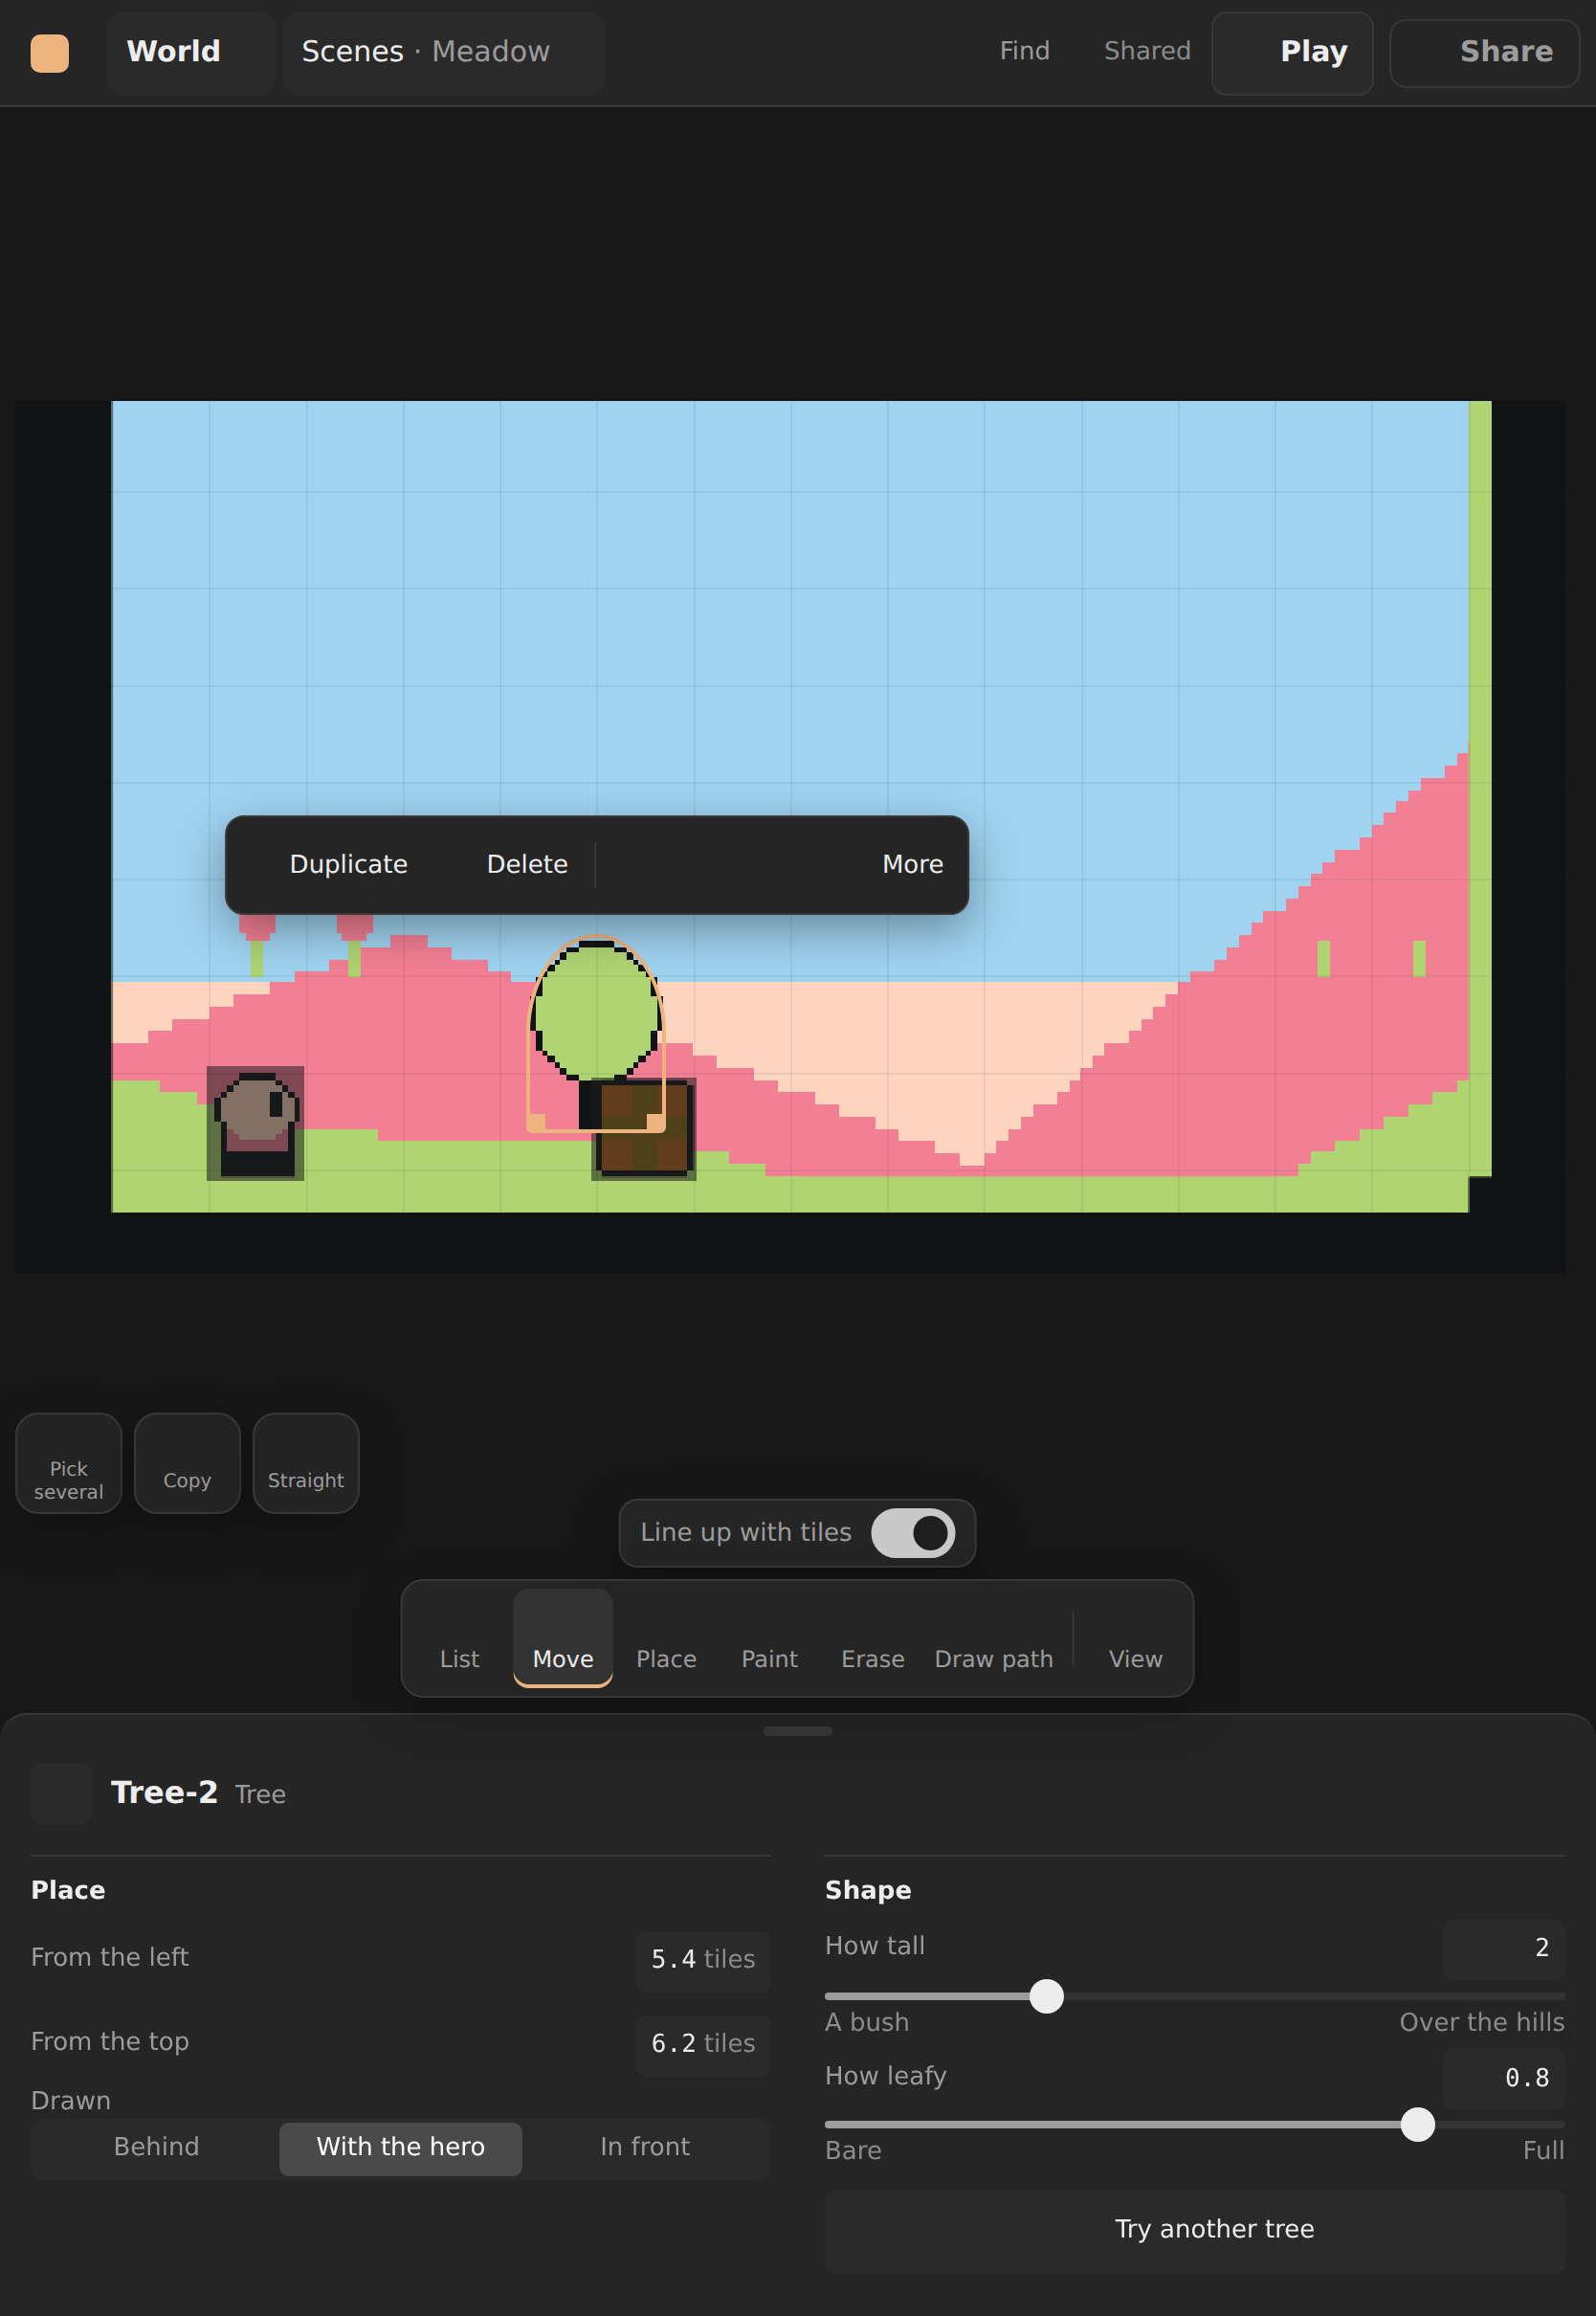 World
Scenes · Meadow
Find
Shared
Play
Share
Duplicate
Delete
More
Pick
several
Copy
Straight
Line up with tiles
List
Move
Place
Paint
Erase
Draw path
View
Tree-2 Tree
Place
From the left
5.4 tiles
From the top
6.2 tiles
Drawn
Behind
With the hero
In front
Shape
How tall
2
A bush
Over the hills
How leafy
0.8
Bare
Full
Try another tree